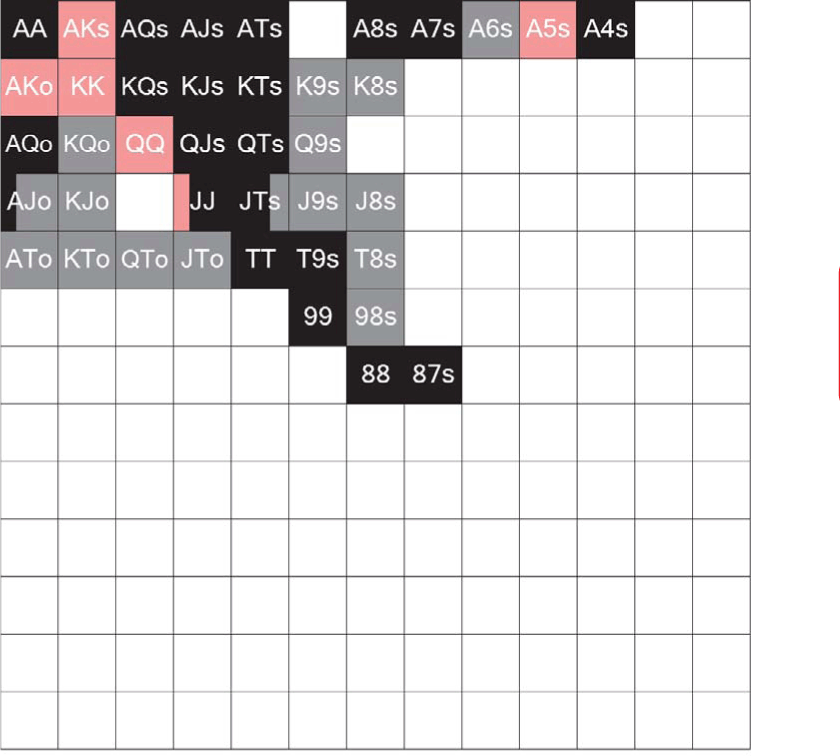 AA AKs AQs AJs ATs A8s A7s A6s A5s A4s
AKo KK KQs KJs KTs K9s K8s
AQo KQo QQ QJs QTs Q9s
AJo KJo JJ JTs J9s J8s
ATo KTo QTo JTo TT T9s T8s
99 98s
88 87s